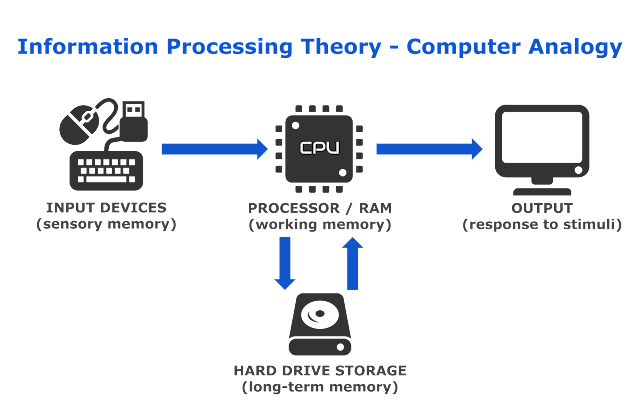 Information Processing Theory - Computer Analogy
CPU
INPUT DEVICES
(sensory memory)
PROCESSOR / RAM
(working memory)
OUTPUT
(response to stimuli)
HARD DRIVE STORAGE
(long-term memory)